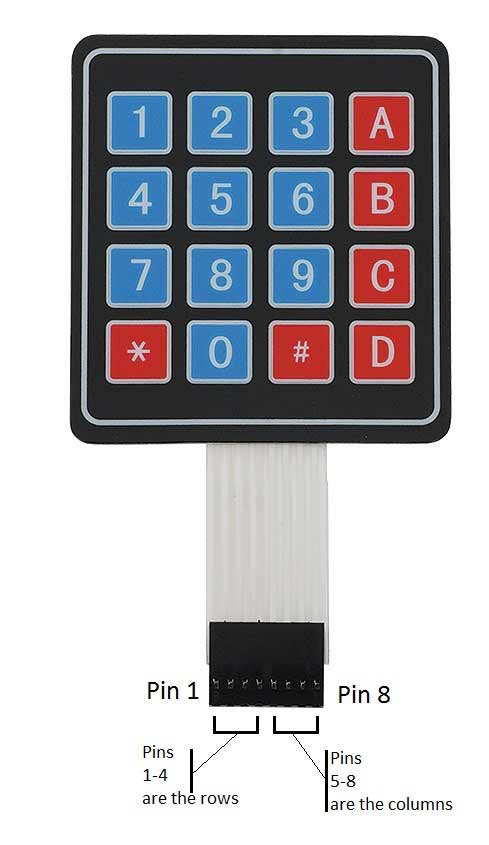 1 2 3 A
4 5 6 B
7 8 9 C
* 0 # D
Pin 1 Pin 8
Pins
1-4
are the rows
Pins
5-8
are the columns